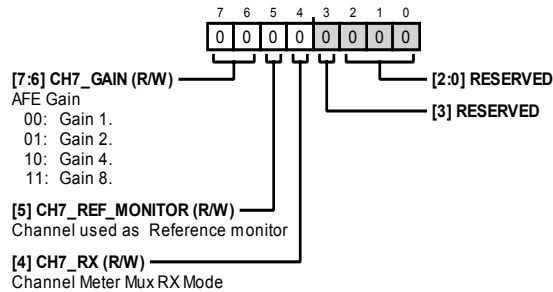 7 6 5 4 3 2 1 0
0 0 0 0 0 0 0 0
[7:6] CH7_GAIN (R/W)
AFE Gain
00: Gain 1.
01: Gain 2.
10: Gain 4.
11: Gain 8.
[5] CH7_REF_MONITOR (R/W)
Channel used as Reference monitor
[4] CH7_RX (R/W)
Channel Meter Mux RX Mode
[2:0] RESERVED
[3] RESERVED